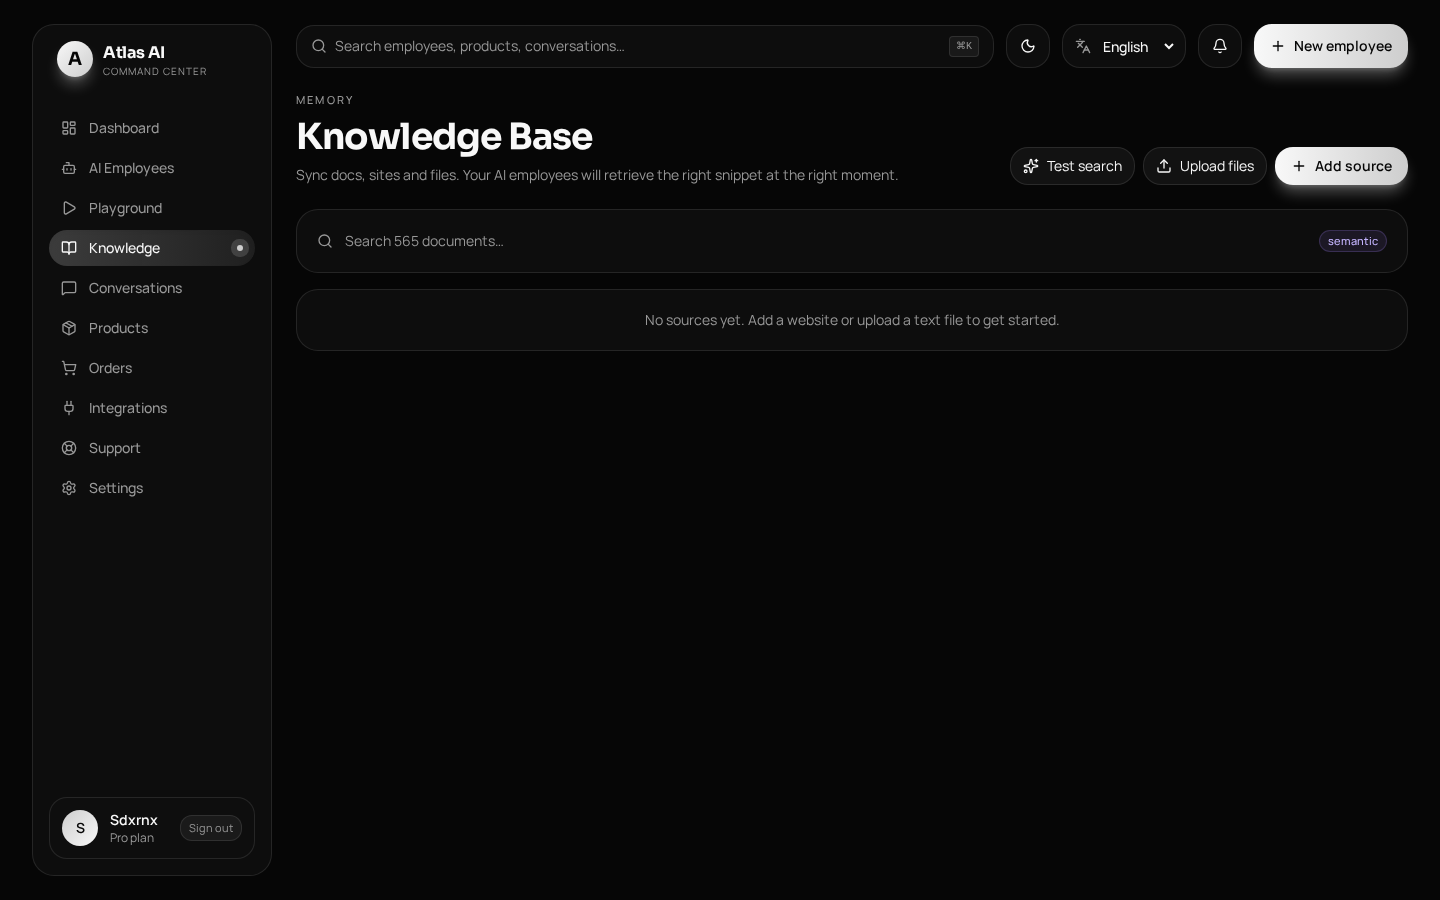 A
Atlas AI
COMMAND CENTER
Dashboard
AI Employees
Playground
Knowledge
Conversations
Products
Orders
Integrations
Support
Settings
S
Sdxrnx
Pro plan
Sign out
Search employees, products, conversations...
⌘K
English
New employee
MEMORY
Knowledge Base
Sync docs, sites and files. Your AI employees will retrieve the right snippet at the right moment.
Test search
Upload files
Add source
Search 565 documents...
semantic
No sources yet. Add a website or upload a text file to get started.